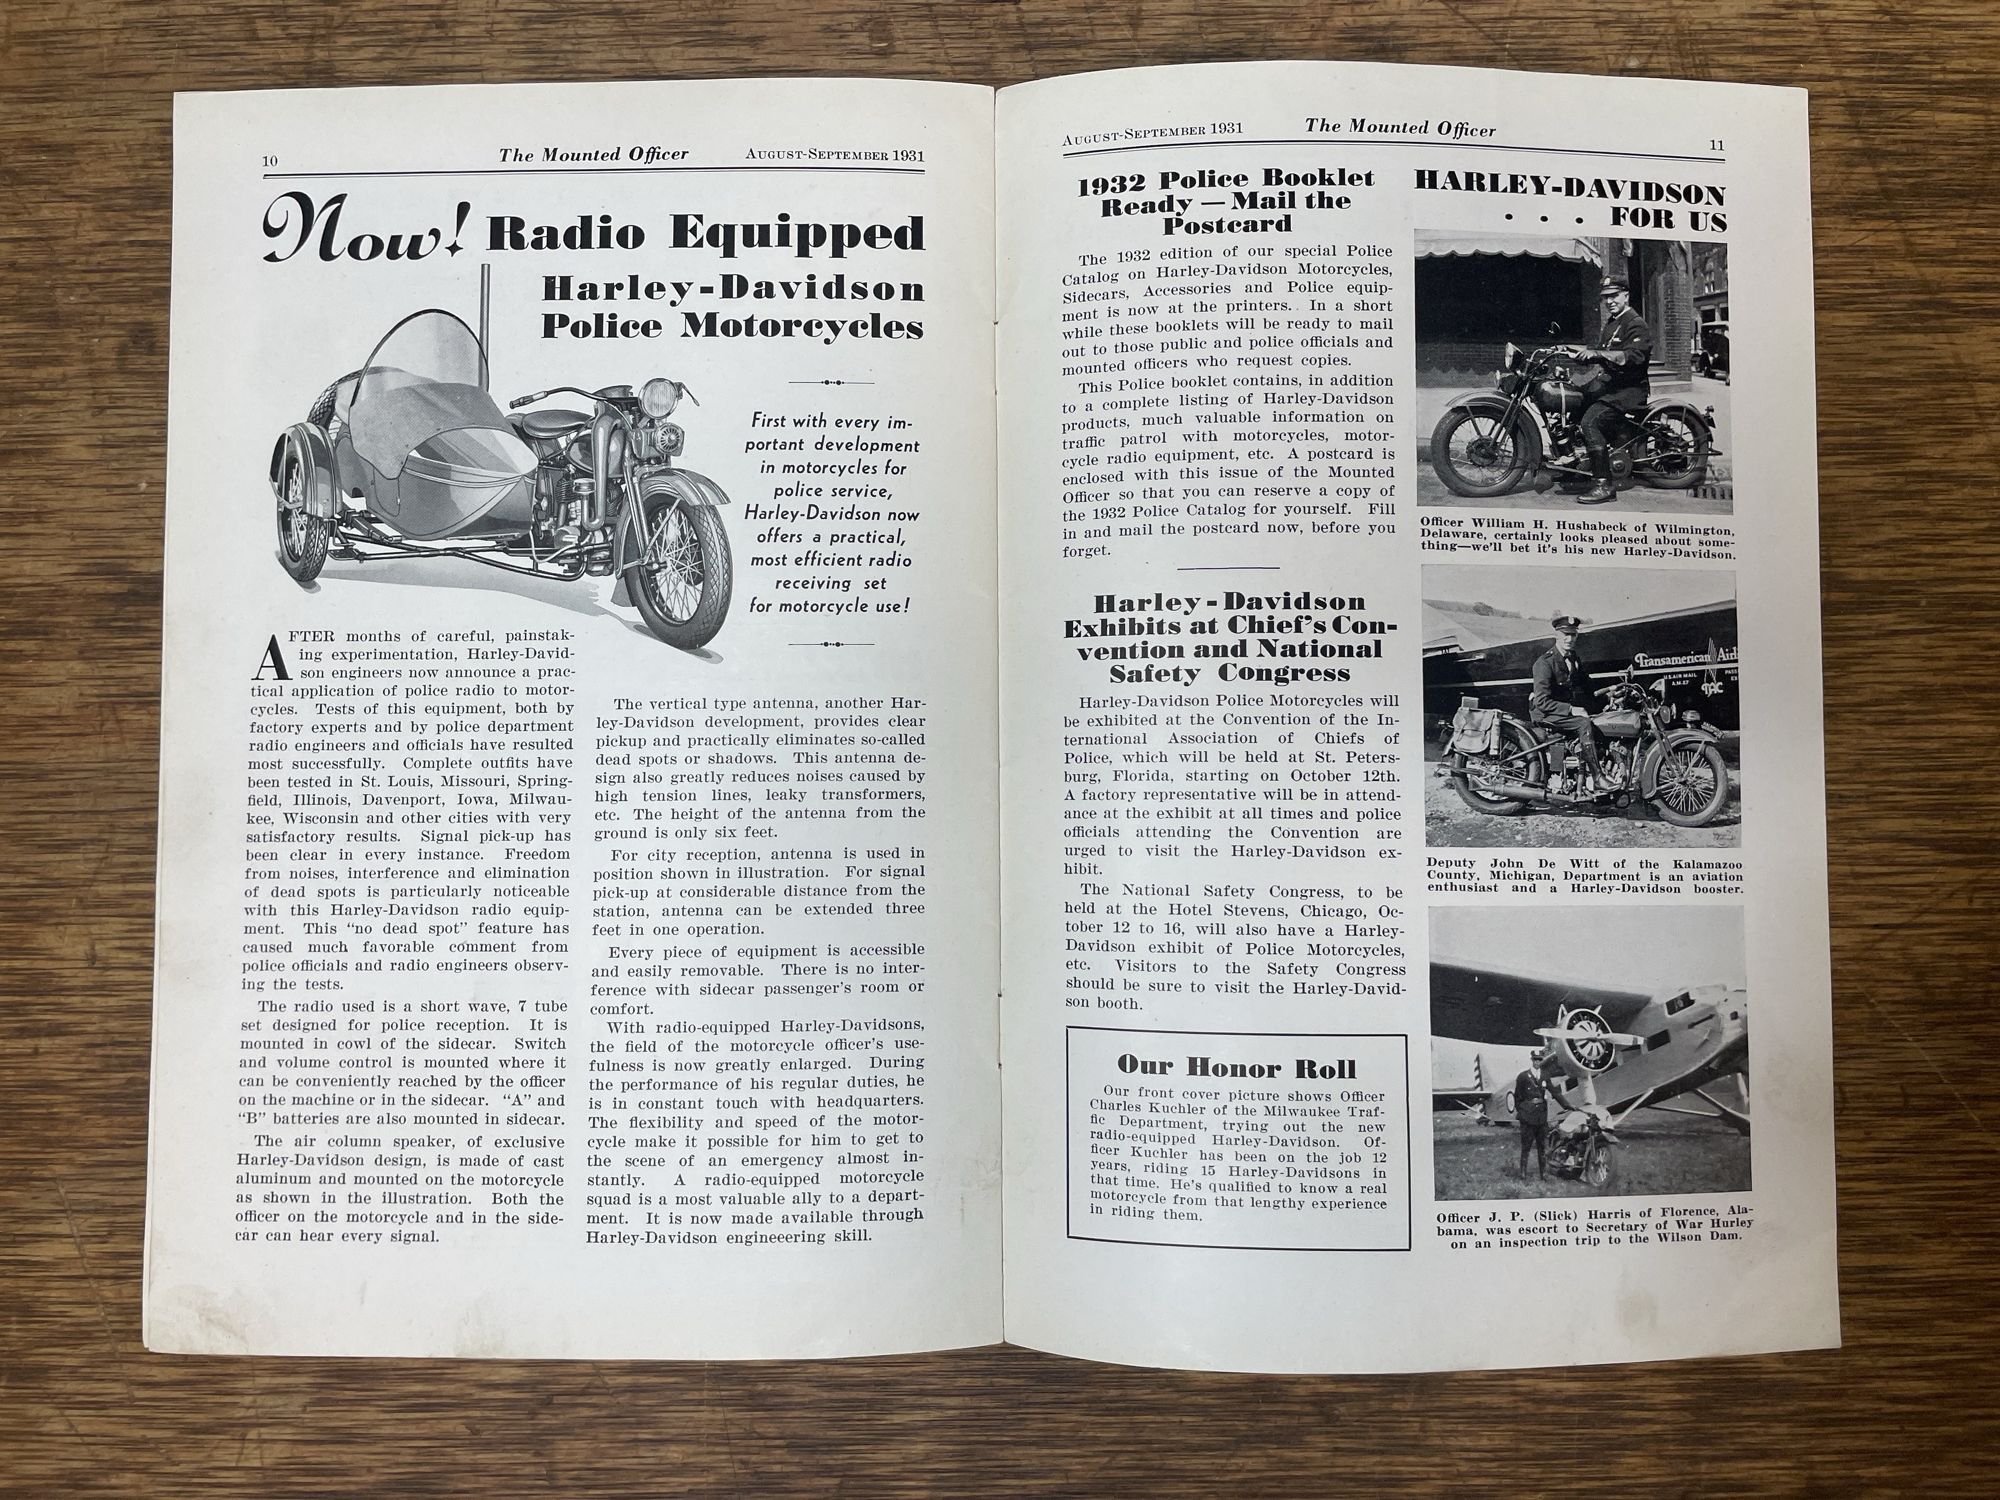 10
The Mounted Officer
August-September 1931
Now! Radio Equipped
Harley-Davidson
Police Motorcycles
First with every im-
portant development
in motorcycles for
police service,
Harley-Davidson now
offers a practical,
most efficient radio
receiving set
for motorcycle use!
AFTER months of careful, painstak-
ing experimentation, Harley-David-
son engineers now announce a prac-
tical application of police radio to motor-
cycles. Tests of this equipment, both by
factory experts and by police department
radio engineers and officials have resulted
most successfully. Complete outfits have
been tested in St. Louis, Missouri, Spring-
field, Illinois, Davenport, Iowa, Milwau-
kee, Wisconsin and other cities with very
satisfactory results. Signal pick-up has
been clear in every instance. Freedom
from noises, interference and elimination
of dead spots is particularly noticeable
with this Harley-Davidson radio equip-
ment. This "no dead spot" feature has
caused much favorable comment from
police officials and radio engineers observ-
ing the tests.
The radio used is a short wave, 7 tube
set designed for police reception. It is
mounted in cowl of the sidecar. Switch
and volume control is mounted where it
can be conveniently reached by the officer
on the machine or in the sidecar. "A" and
"B" batteries are also mounted in sidecar.
The air column speaker, of exclusive
Harley-Davidson design, is made of cast
aluminum and mounted on the motorcycle
as shown in the illustration. Both the
officer on the motorcycle and in the side-
car can hear every signal.
The vertical type antenna, another Har-
ley-Davidson development, provides clear
pickup and practically eliminates so-called
dead spots or shadows. This antenna de-
sign also greatly reduces noises caused by
high tension lines, leaky transformers,
etc. The height of the antenna from the
ground is only six feet.
For city reception, antenna is used in
position shown in illustration. For signal
pick-up at considerable distance from the
station, antenna can be extended three
feet in one operation.
Every piece of equipment is accessible
and easily removable. There is no inter-
ference with sidecar passenger's room or
comfort.
With radio-equipped Harley-Davidsons,
the field of the motorcycle officer's use-
fulness is now greatly enlarged. During
the performance of his regular duties, he
is in constant touch with headquarters.
The flexibility and speed of the motor-
cycle make it possible for him to get to
the scene of an emergency almost in-
stantly. A radio-equipped motorcycle
squad is a most valuable ally to a depart-
ment. It is now made available through
Harley-Davidson engineeering skill.
August-September 1931
The Mounted Officer
11
1932 Police Booklet
Ready — Mail the
Postcard
The 1932 edition of our special Police
Catalog on Harley-Davidson Motorcycles,
Sidecars, Accessories and Police equip-
ment is now at the printers.. In a short
while these booklets will be ready to mail
out to those public and police officials and
mounted officers who request copies.
This Police booklet contains, in addition
to a complete listing of Harley-Davidson
products, much valuable information on
traffic patrol with motorcycles, motor-
cycle radio equipment, etc. A postcard is
enclosed with this issue of the Mounted
Officer so that you can reserve a copy of
the 1932 Police Catalog for yourself. Fill
in and mail the postcard now, before you
forget.
Harley-Davidson
Exhibits at Chief's Con-
vention and National
Safety Congress
Harley-Davidson Police Motorcycles will
be exhibited at the Convention of the In-
ternational Association of Chiefs of
Police, which will be held at St. Peters-
burg, Florida, starting on October 12th.
A factory representative will be in attend-
ance at the exhibit at all times and police
officials attending the Convention are
urged to visit the Harley-Davidson ex-
hibit.
The National Safety Congress, to be
held at the Hotel Stevens, Chicago, Oc-
tober 12 to 16, will also have a Harley-
Davidson exhibit of Police Motorcycles,
etc. Visitors to the Safety Congress
should be sure to visit the Harley-David-
son booth.
Our Honor Roll
Our front cover picture shows Officer
Charles Kuchler of the Milwaukee Traf-
fic Department, trying out the new
radio-equipped Harley-Davidson. Of-
ficer Kuchler has been on the job 12
years, riding 15 Harley-Davidsons in
that time. He's qualified to know a real
motorcycle from that lengthy experience
in riding them.
HARLEY-DAVIDSON
. . . FOR US
Officer William H. Hushabeck of Wilmington,
Delaware, certainly looks pleased about some-
thing—we'll bet it's his new Harley-Davidson.
Transamerican Airl
U.S. AIR MAIL
A.M. 27
TAC
Deputy John De Witt of the Kalamazoo
County, Michigan, Department is an aviation
enthusiast and a Harley-Davidson booster.
Officer J. P. (Slick) Harris of Florence, Ala-
bama, was escort to Secretary of War Hurley
on an inspection trip to the Wilson Dam.